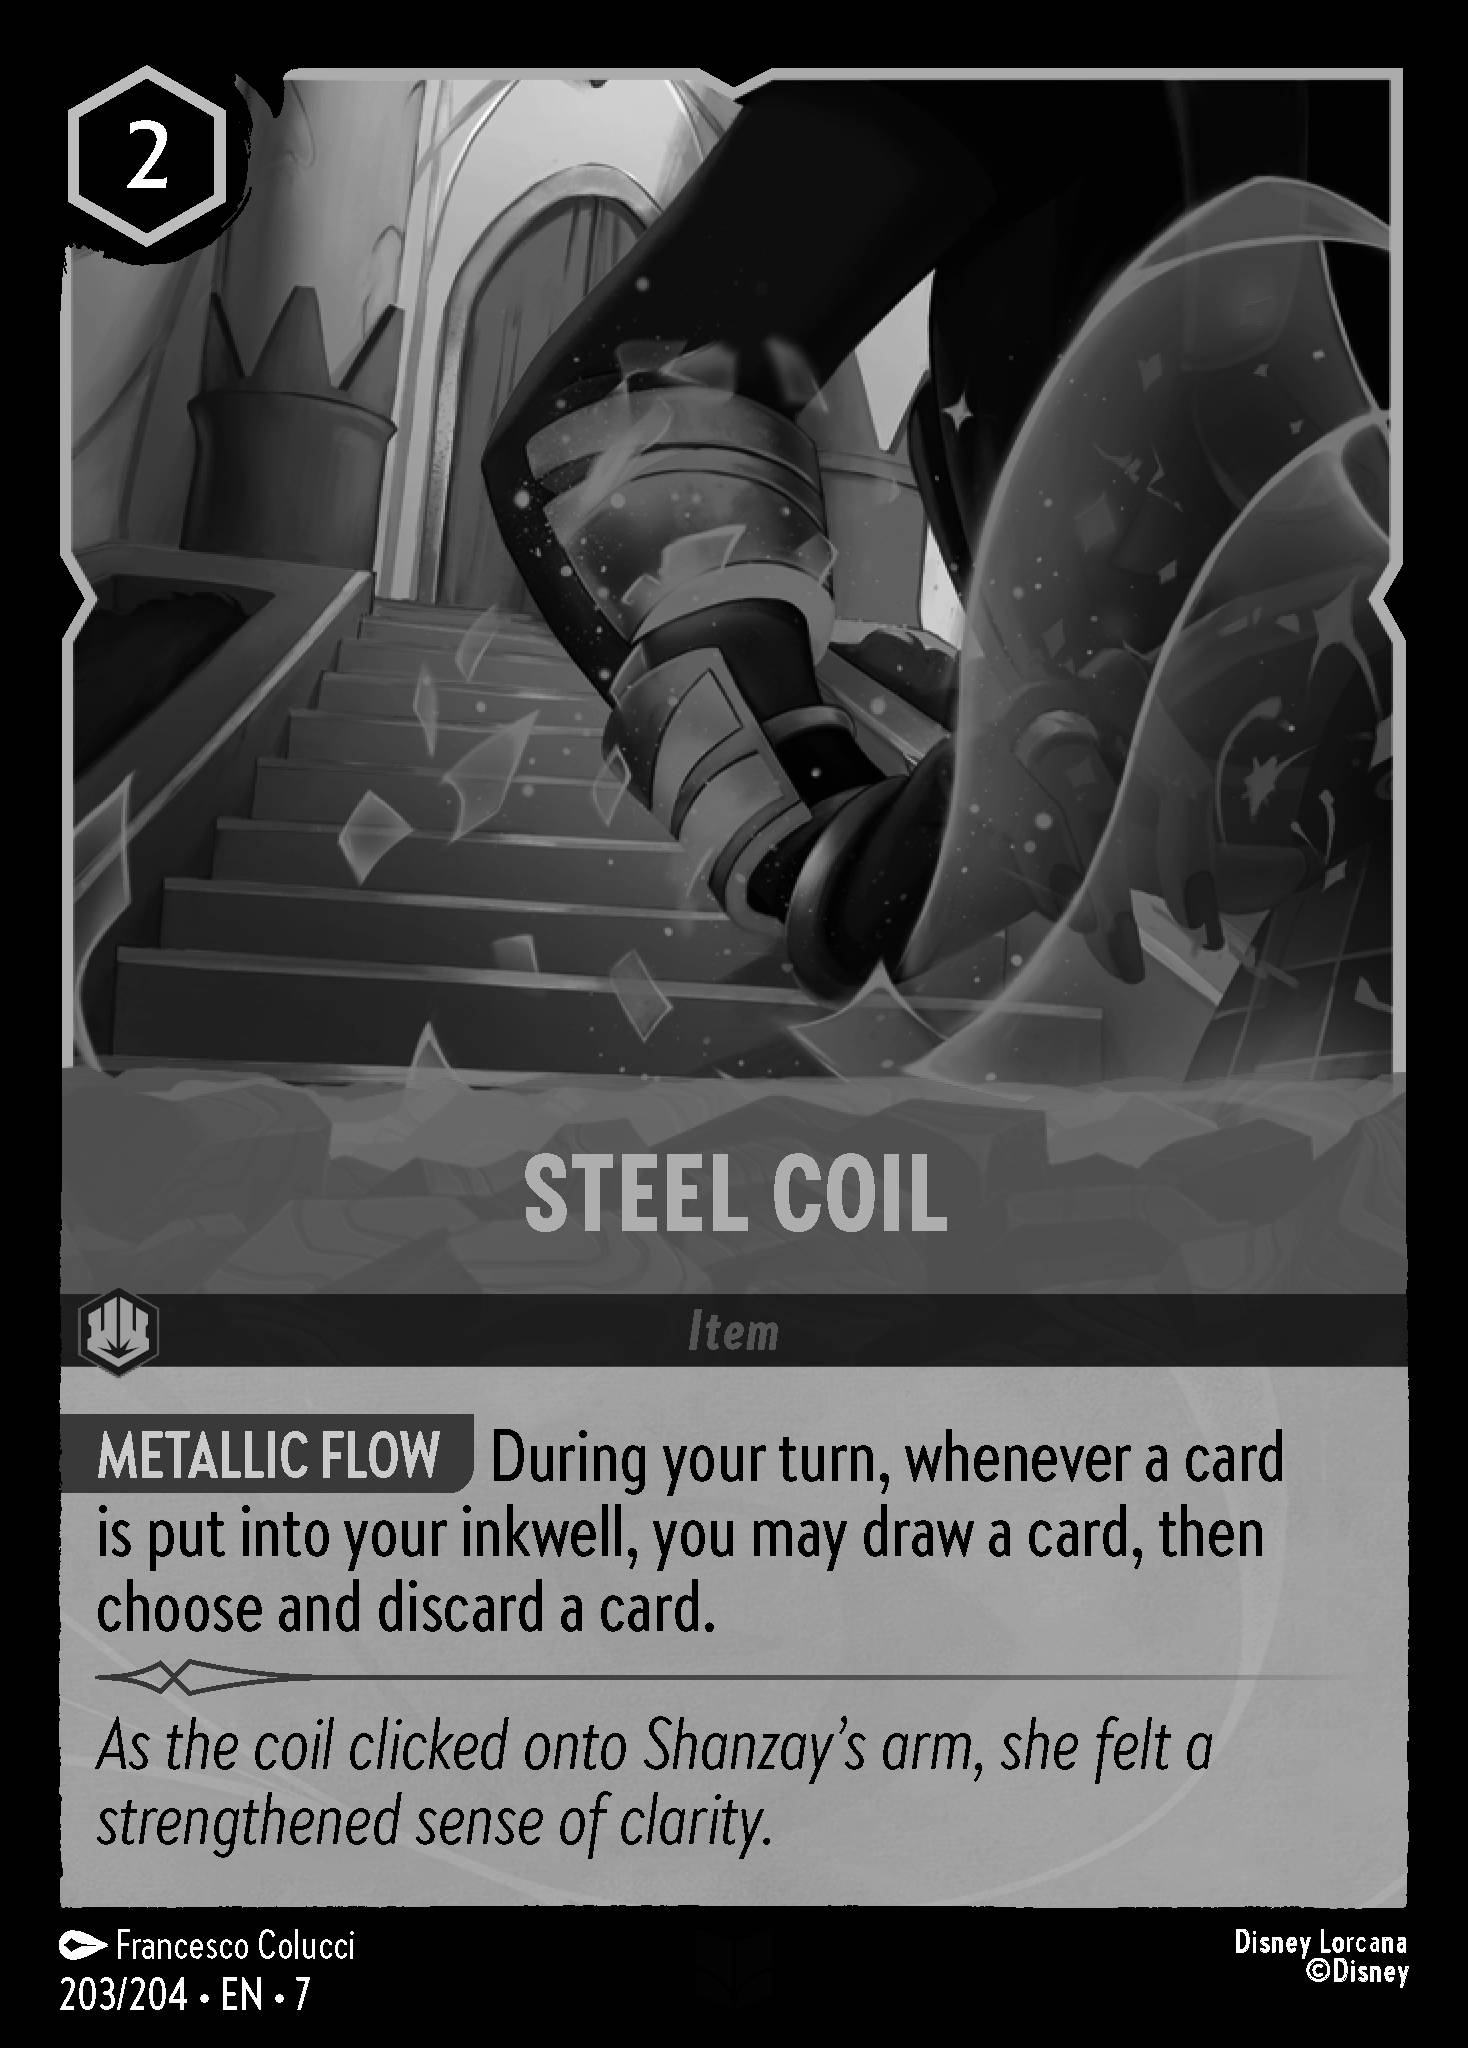 2
STEEL COIL
Item
METALLIC FLOW During your turn, whenever a card
is put into your inkwell, you may draw a card, then
choose and discard a card.
As the coil clicked onto Shanzay’s arm, she felt a
strengthened sense of clarity.
Francesco Colucci
Disney Lorcana
203/204 • EN • 7
©Disney